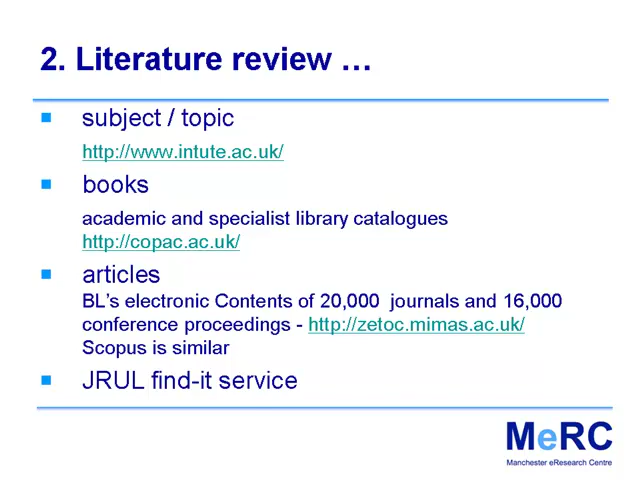 2. Literature review …
subject / topic
http://www.intute.ac.uk/
books
academic and specialist library catalogues
http://copac.ac.uk/
articles
BL's electronic Contents of 20,000  journals and 16,000
conference proceedings - http://zetoc.mimas.ac.uk/
Scopus is similar
JRUL find-it service
MeRC
Manchester eResearch Centre